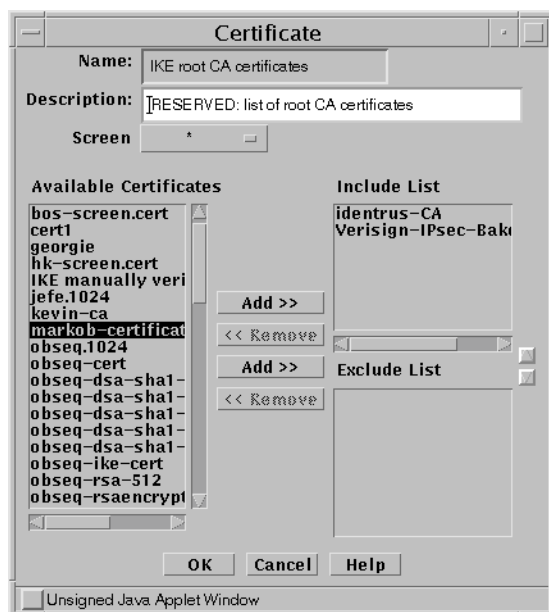 Certificate
Name: IKE root CA certificates
Description: RESERVED: list of root CA certificates
Screen *
Available Certificates
bos-screen.cert
cert1
georgie
hk-screen.cert
IKE manually veri
jefe.1024
kevin-ca
markob-certificat
obseq.1024
obseq-cert
obseq-dsa-sha1-
obseq-dsa-sha1-
obseq-dsa-sha1-
obseq-dsa-sha1-
obseq-ike-cert
obseq-rsa-512
obseq-rsaencrypt
Add >>
<< Remove
Add >>
<< Remove
Include List
identrus-CA
Verisign-IPsec-Bake
Exclude List
OK Cancel Help
Unsigned Java Applet Window